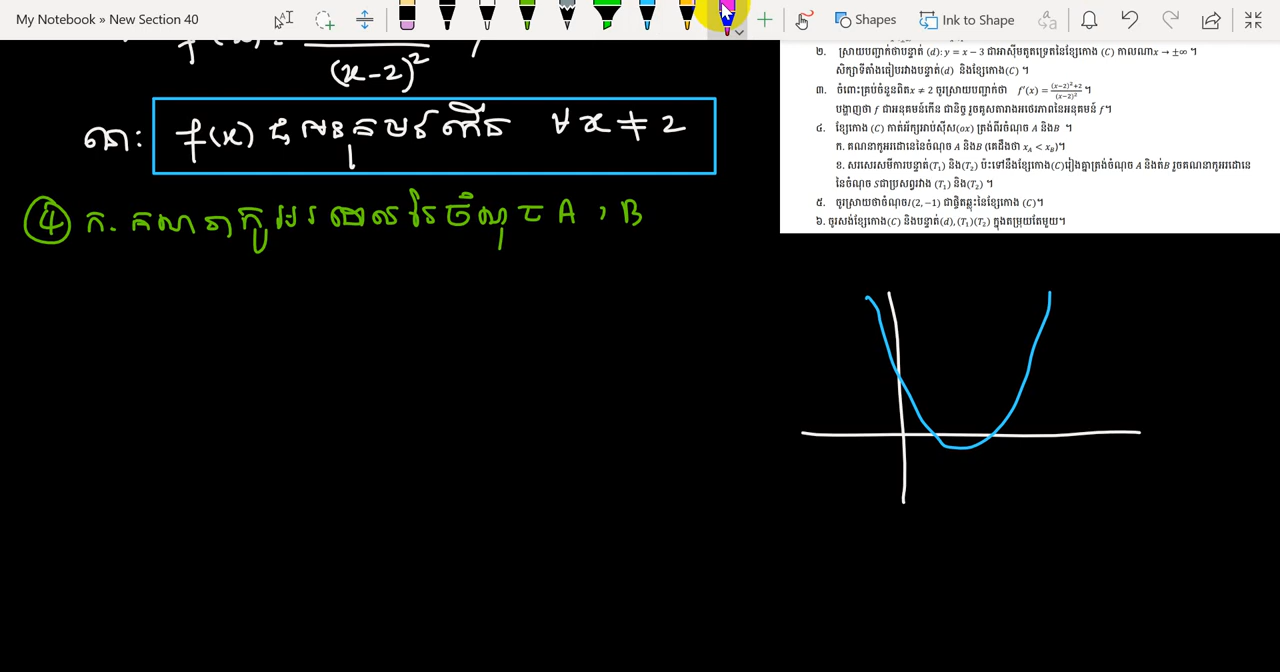 My Notebook » New Section 40
Shapes
Ink to Shape
(x-2)²
២. ស្រាយបញ្ជាក់ថាបន្ទាត់ (d): y = x − 3 ជាអាស៊ីមតូតទ្រេតនៃខ្សែកោង (C) កាលណា x → ±∞ ។
សិក្សាទីតាំងធៀបរវាងបន្ទាត់(d) និងខ្សែកោង(C) ។
៣. ចំពោះគ្រប់ចំនួនពិត x ≠ 2 ចូរស្រាយបញ្ជាក់ថា f′(x) = ((x−2)²+2)/(x−2)² ។
បង្ហាញថា f ជាអនុគមន៍កើន ជានិច្ច រួចគូសតារាងអថេរភាពនៃអនុគមន៍ f។
៤. ខ្សែកោង (C) កាត់អ័ក្សអាប់ស៊ីស(ox) ត្រង់ពីរចំណុច A និងB ។
ក. គណនាកូអរដោនេនៃចំណុច A និងB (គេដឹងថា x_A < x_B)។
ខ. សរសេរសមីការបន្ទាត់(T₁) និង(T₂) ប៉ះទៅនឹងខ្សែកោង(C)រៀងគ្នាត្រង់ចំណុច A និងត់B រួចគណនាកូអរដោនេ
នៃចំណុច Sជាប្រសព្វរវាង (T₁) និង(T₂) ។
៥. ចូរស្រាយថាចំណុចI(2, −1) ជាផ្ចិតឆ្លុះនៃខ្សែកោង (C)។
៦. ចូរសង់ខ្សែកោង(C) និងបន្ទាត់(d), (T₁)(T₂) ក្នុងតម្រុយតែមួយ។
នោះ: f(x) ជាអនុគមន៍កើន ∀x ≠ 2
④ ក. គណនាកូអរដោនេនៃចំណុច A , B